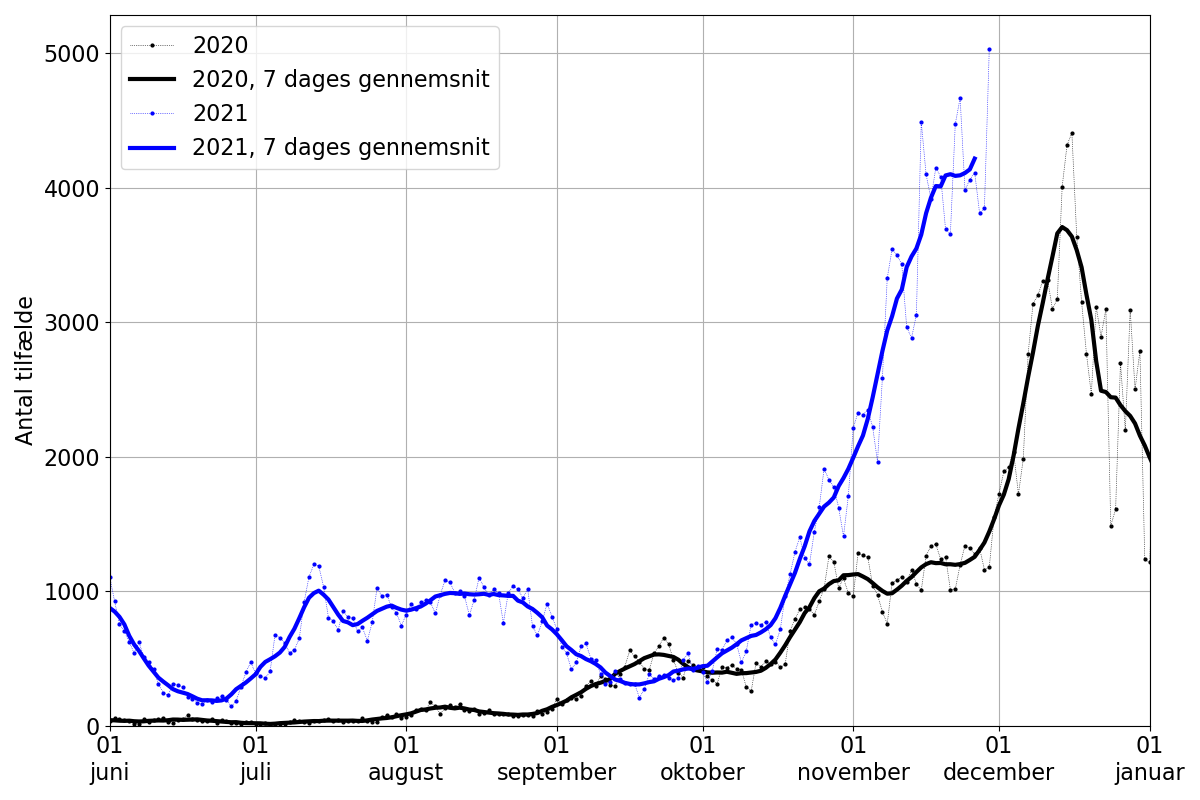 2020
2020, 7 dages gennemsnit
2021
2021, 7 dages gennemsnit
Antal tilfælde
5000
4000
3000
2000
1000
0
01 01 01 01 01 01 01 01
juni juli august september oktober november december januar